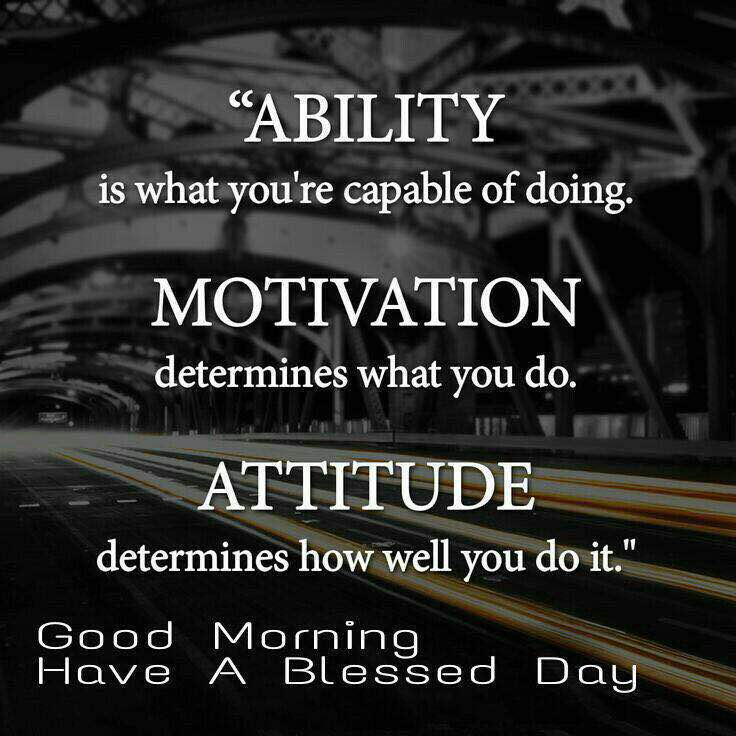 “ABILITY
is what you're capable of doing.
MOTIVATION
determines what you do.
ATTITUDE
determines how well you do it."
Good Morning
Have A Blessed Day